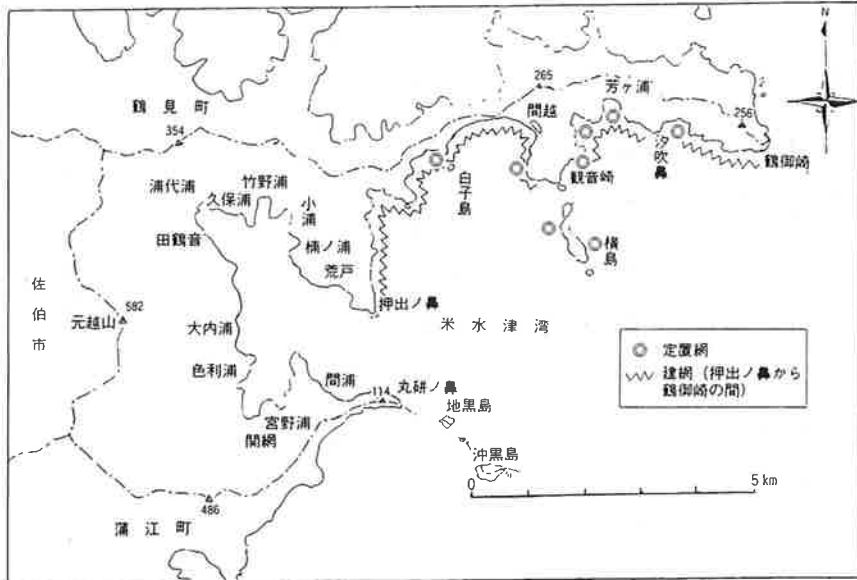 N
265
芳ヶ浦
鶴見町
間越
256
354
汐吹鼻
鶴御崎
観音崎
浦代浦
竹野浦
久保浦
小浦
白子島
田鶴音
楠ノ浦
横島
荒戸
佐伯市
押出ノ鼻
米水津湾
582
元越山
大内浦
定置網
建網(押出ノ鼻から
鶴御崎の間)
色利浦
間浦
114
丸研ノ鼻
地黒島
宮野浦
関網
沖黒島
0
5km
486
蒲江町